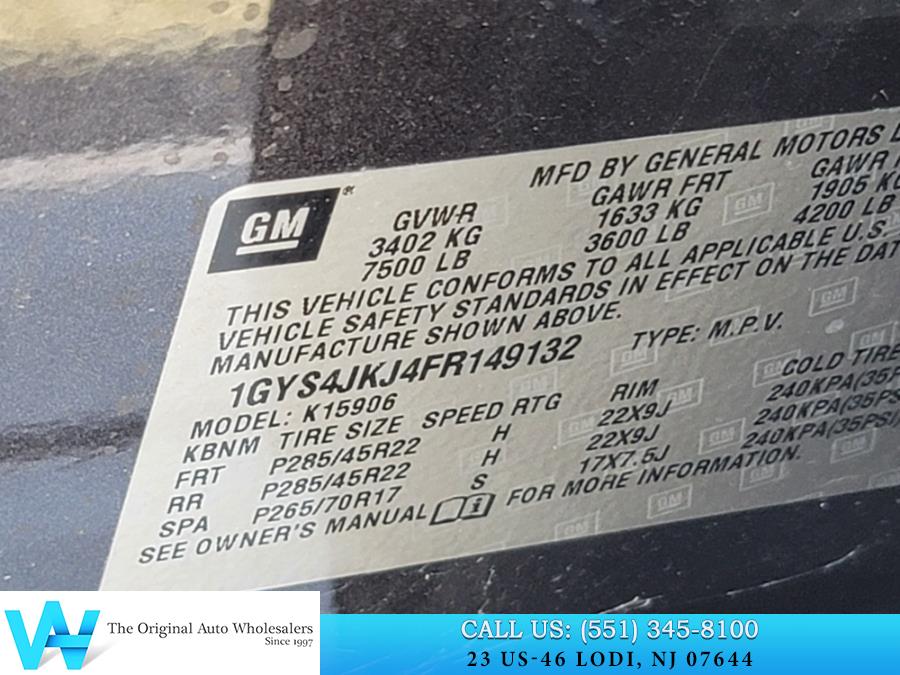 MFD BY GENERAL MOTORS
GM®
GVWR GAWR FRT GAWR
3402 KG 1633 KG 1905 KG
7500 LB 3600 LB 4200 LB
THIS VEHICLE CONFORMS TO ALL APPLICABLE U.S.
VEHICLE SAFETY STANDARDS IN EFFECT ON THE
MANUFACTURE SHOWN ABOVE.
1GYS4JKJ4FR149132 TYPE: M.P.V.
MODEL: K15906
KBNM TIRE SIZE SPEED RTG RIM COLD TIRE
FRT P285/45R22 H 22X9J 240KPA(35PSI)
RR P285/45R22 H 22X9J 240KPA(35PSI)
SPA P265/70R17 S 17X7.5J 240KPA(35PSI)
SEE OWNER'S MANUAL FOR MORE INFORMATION.
The Original Auto Wholesalers
Since 1997
CALL US: (551) 345-8100
23 US-46 LODI, NJ 07644